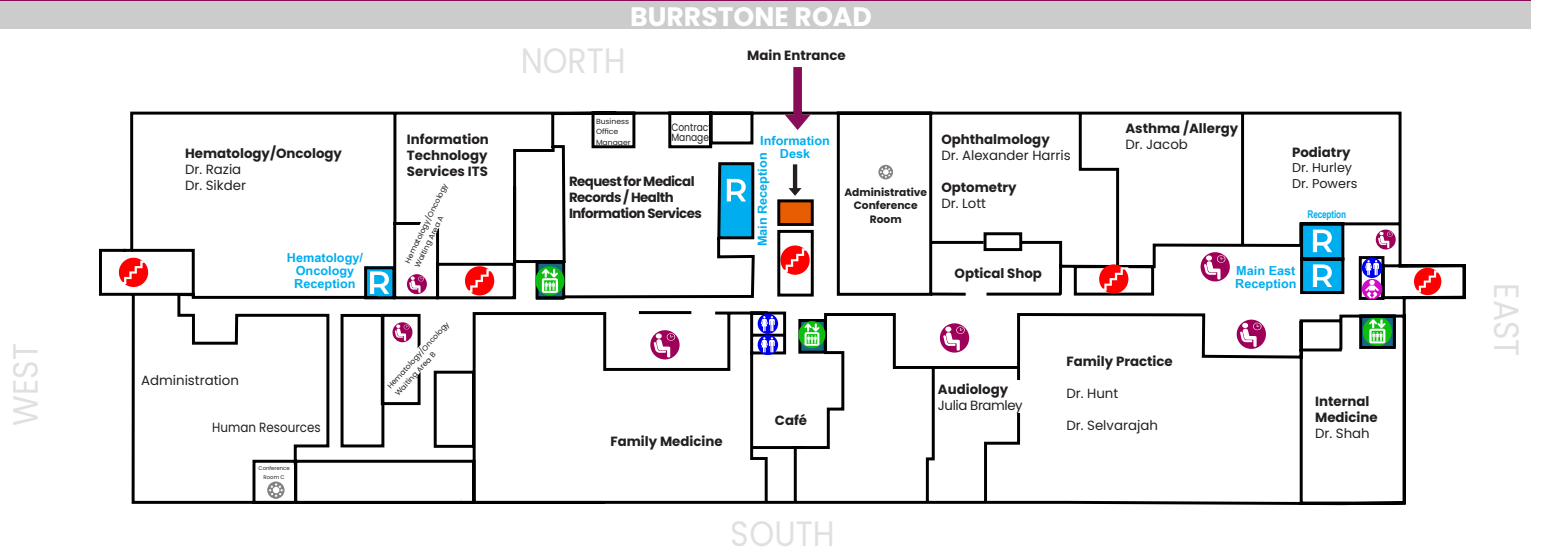 BURRSTONE ROAD
NORTH
Main Entrance
Hematology/Oncology
Dr. Razia
Dr. Sikder
Information
Technology
Services ITS
Business
Office
Manager
Contrac
Manage
Information
Desk
Request for Medical
Records / Health
Information Services
R
Main Reception
Administrative
Conference
Room
Ophthalmology
Dr. Alexander Harris
Optometry
Dr. Lott
Asthma /Allergy
Dr. Jacob
Podiatry
Dr. Hurley
Dr. Powers
Reception
R
Hematology/Oncology
Waiting Area A
Hematology/
Oncology
Reception
R
Optical Shop
Main East
Reception
R
WEST
EAST
Administration
Human Resources
Conference
Room C
Hematology/Oncology
Waiting Area B
Family Medicine
Café
Audiology
Julia Bramley
Family Practice
Dr. Hunt
Dr. Selvarajah
Internal
Medicine
Dr. Shah
SOUTH